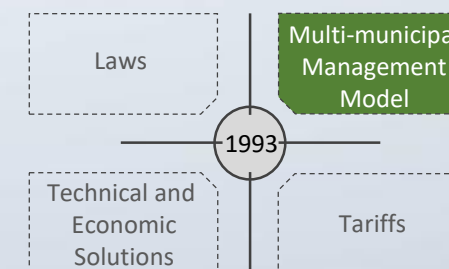 Laws
Multi-municipa
Management
Model
1993
Technical and
Economic
Solutions
Tariffs